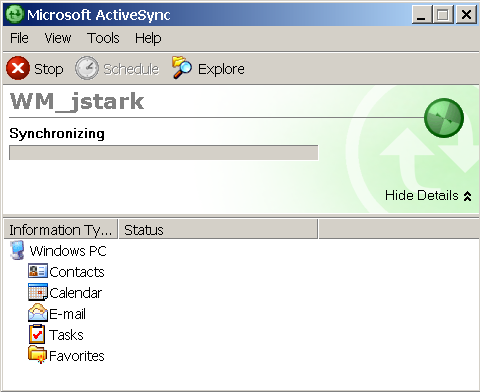 Microsoft ActiveSync
File View Tools Help
Stop Schedule Explore
WM_jstark
Synchronizing
Hide Details
Information Ty... Status
Windows PC
Contacts
Calendar
E-mail
Tasks
Favorites